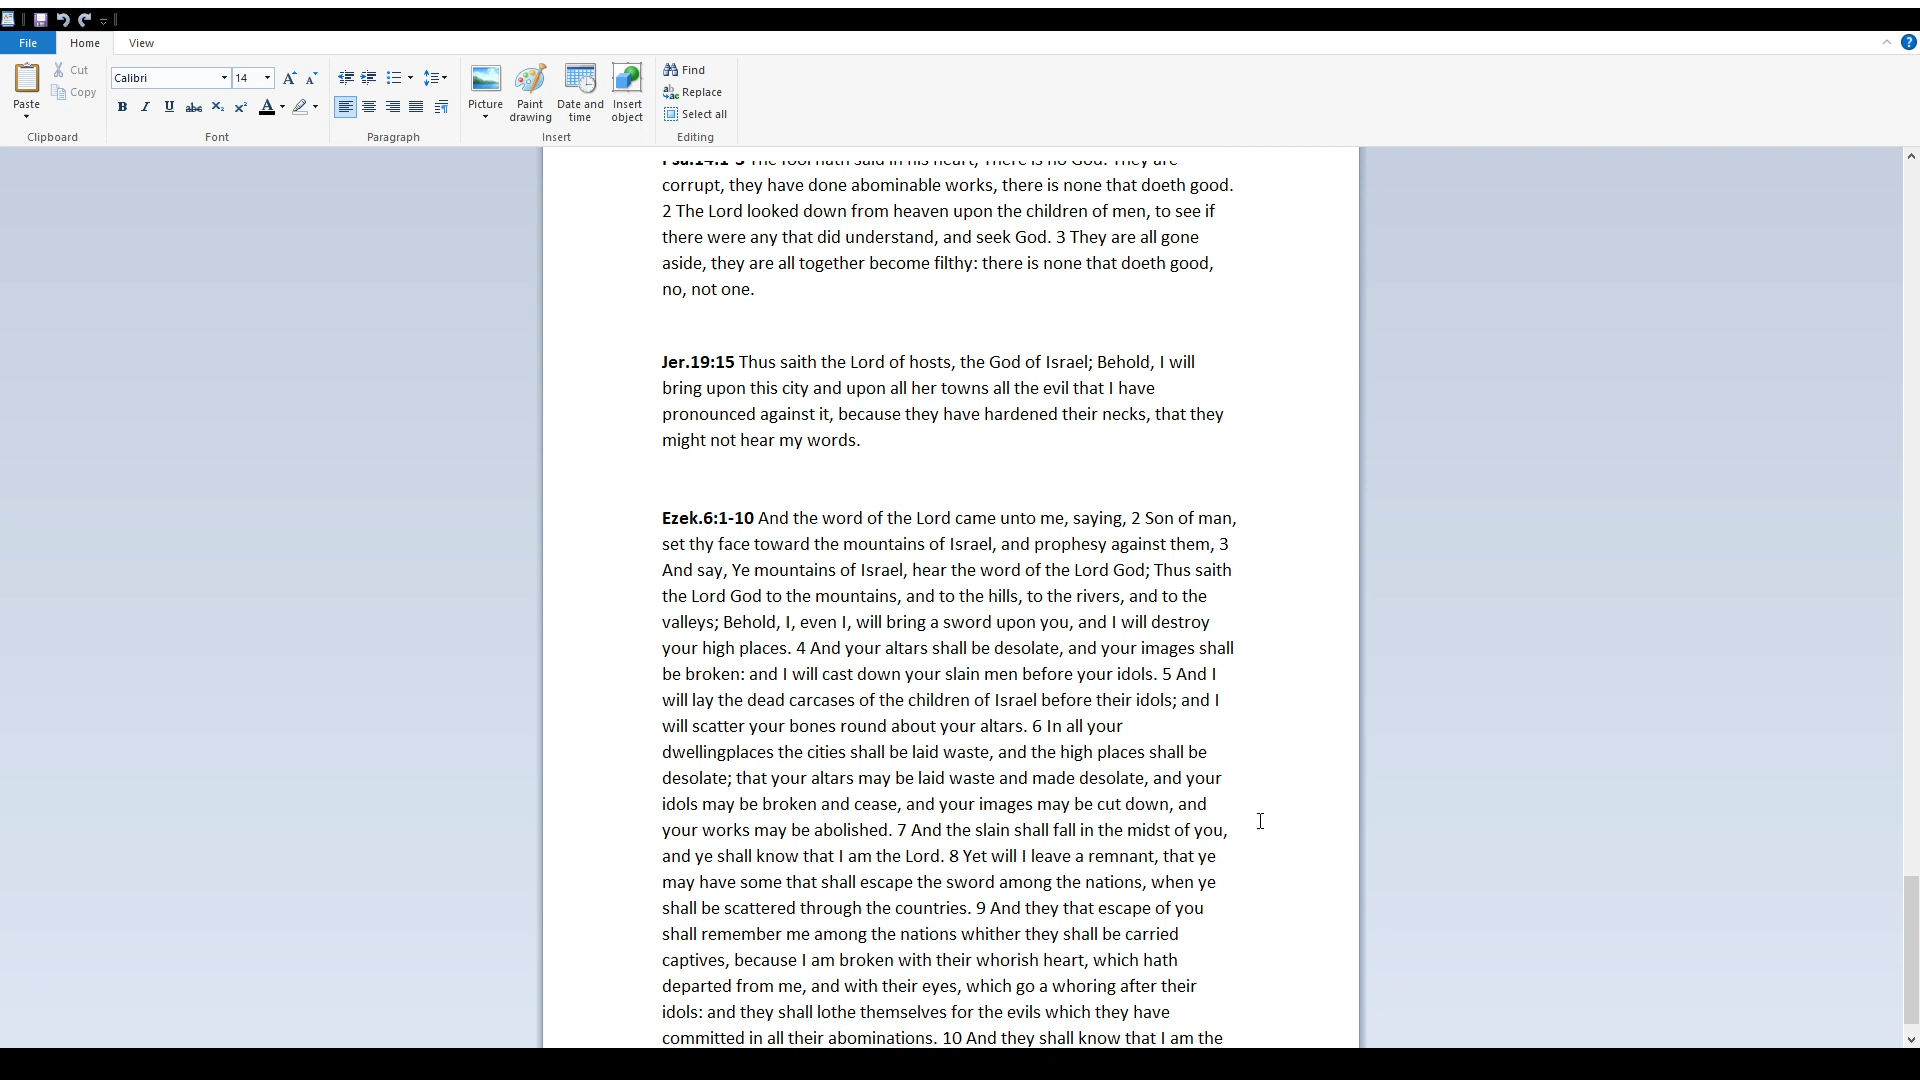 File Home View
Paste
Cut
Copy
Clipboard
Calibri 14
B I U abc X₂ X² A
Font
Paragraph
Picture
Paint drawing
Date and time
Insert object
Insert
Find
Replace
Select all
Editing
Psa.14:1-3 The fool hath said in his heart, There is no God. They are
corrupt, they have done abominable works, there is none that doeth good.
2 The Lord looked down from heaven upon the children of men, to see if
there were any that did understand, and seek God. 3 They are all gone
aside, they are all together become filthy: there is none that doeth good,
no, not one.
Jer.19:15 Thus saith the Lord of hosts, the God of Israel; Behold, I will
bring upon this city and upon all her towns all the evil that I have
pronounced against it, because they have hardened their necks, that they
might not hear my words.
Ezek.6:1-10 And the word of the Lord came unto me, saying, 2 Son of man,
set thy face toward the mountains of Israel, and prophesy against them, 3
And say, Ye mountains of Israel, hear the word of the Lord God; Thus saith
the Lord God to the mountains, and to the hills, to the rivers, and to the
valleys; Behold, I, even I, will bring a sword upon you, and I will destroy
your high places. 4 And your altars shall be desolate, and your images shall
be broken: and I will cast down your slain men before your idols. 5 And I
will lay the dead carcases of the children of Israel before their idols; and I
will scatter your bones round about your altars. 6 In all your
dwellingplaces the cities shall be laid waste, and the high places shall be
desolate; that your altars may be laid waste and made desolate, and your
idols may be broken and cease, and your images may be cut down, and
your works may be abolished. 7 And the slain shall fall in the midst of you,
and ye shall know that I am the Lord. 8 Yet will I leave a remnant, that ye
may have some that shall escape the sword among the nations, when ye
shall be scattered through the countries. 9 And they that escape of you
shall remember me among the nations whither they shall be carried
captives, because I am broken with their whorish heart, which hath
departed from me, and with their eyes, which go a whoring after their
idols: and they shall lothe themselves for the evils which they have
committed in all their abominations. 10 And they shall know that I am the